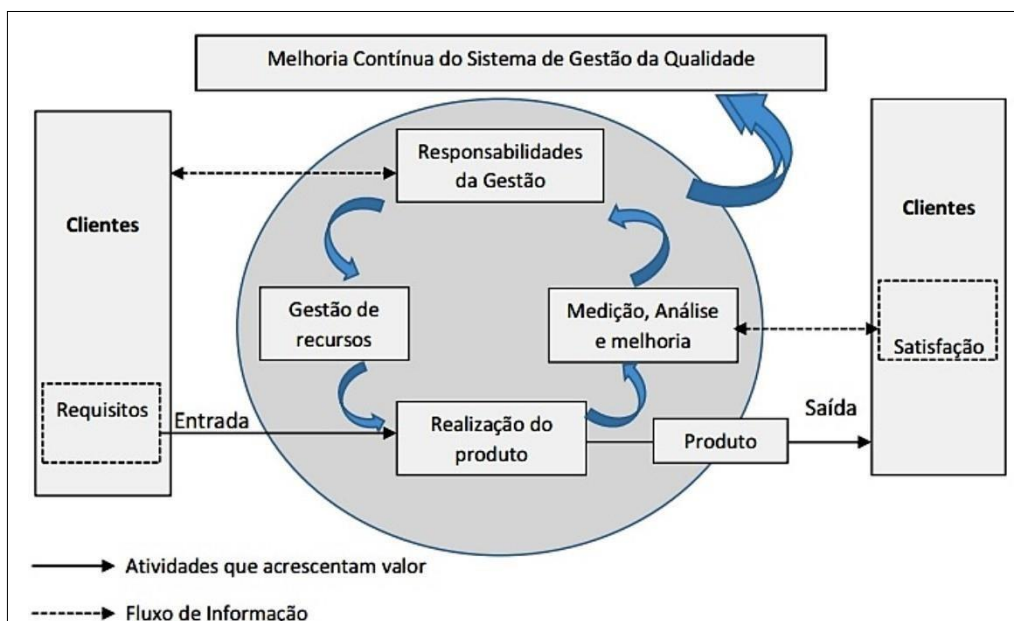 Melhoria Contínua do Sistema de Gestão da Qualidade
Responsabilidades
da Gestão
Clientes
Clientes
Gestão de
recursos
Medição, Análise
e melhoria
Satisfação
Requisitos
Entrada
Realização do
produto
Produto
Saída
Atividades que acrescentam valor
Fluxo de Informação